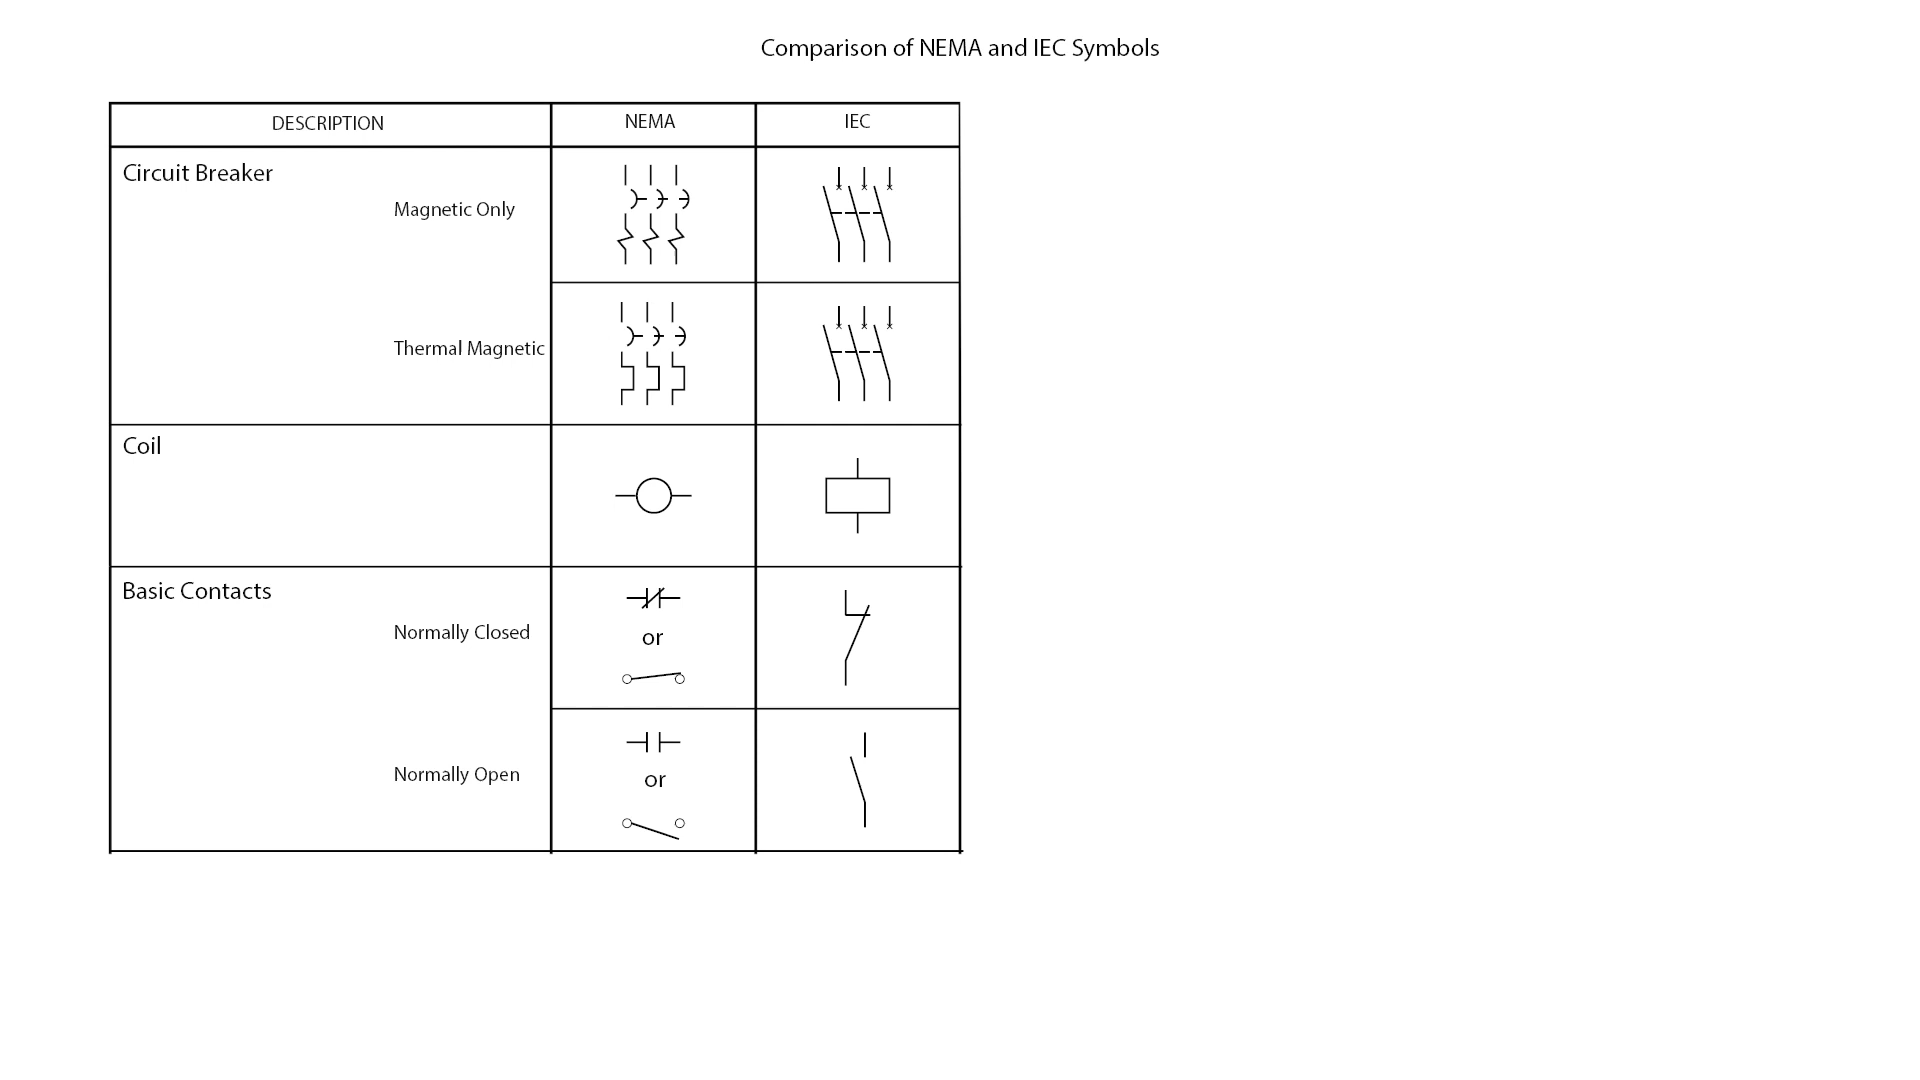 Comparison of NEMA and IEC Symbols
DESCRIPTION NEMA IEC
Circuit Breaker
Magnetic Only
Thermal Magnetic
Coil
Basic Contacts
Normally Closed
or
Normally Open
or